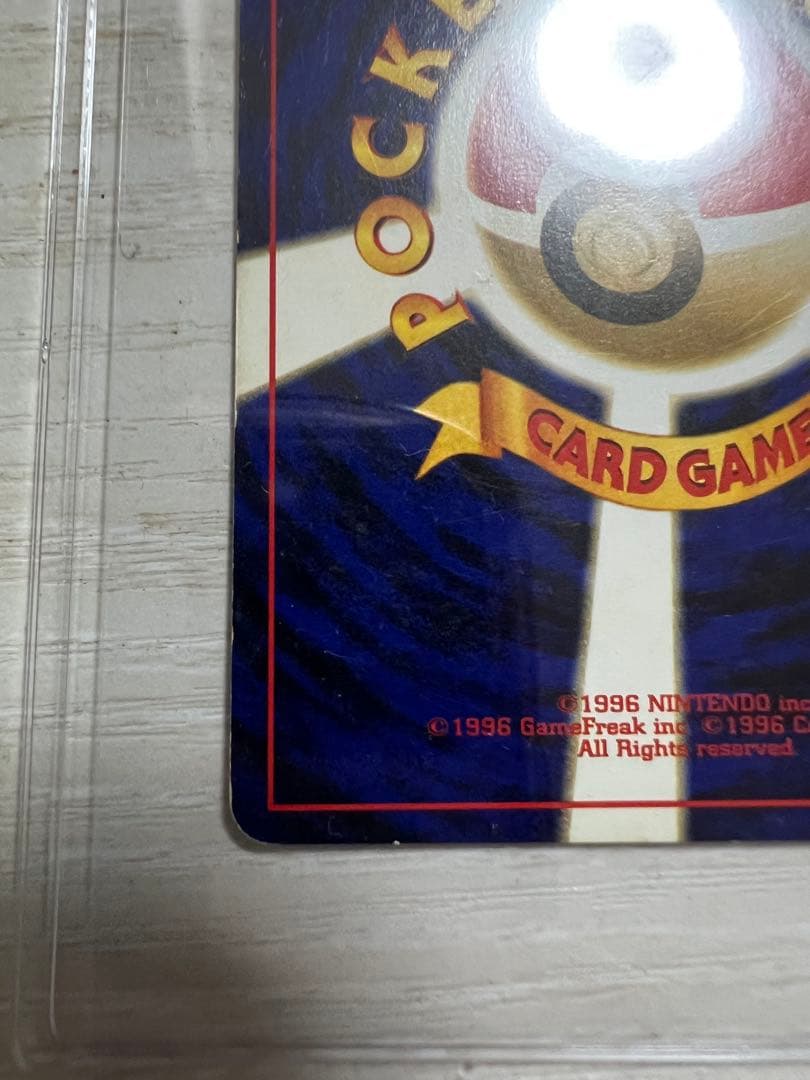 POCKE
CARD GAME
©1996 NINTENDO inc
©1996 GameFreak inc ©1996 C
All Rights reserved